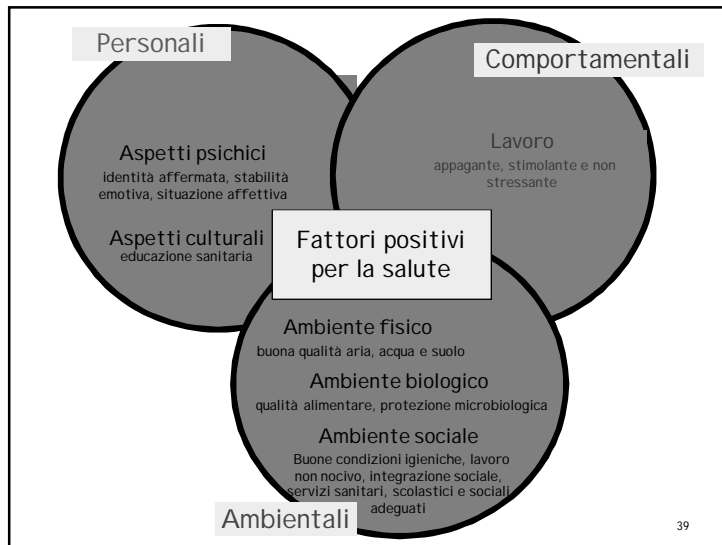 Personali
Comportamentali
Aspetti psichici
identità affermata, stabilità
emotiva, situazione affettiva
Aspetti culturali
educazione sanitaria
Lavoro
appagante, stimolante e non
stressante
Fattori positivi
per la salute
Ambiente fisico
buona qualità aria, acqua e suolo
Ambiente biologico
qualità alimentare, protezione microbiologica
Ambiente sociale
Buone condizioni igieniche, lavoro
non nocivo, integrazione sociale,
servizi sanitari, scolastici e sociali
adeguati
Ambientali
39